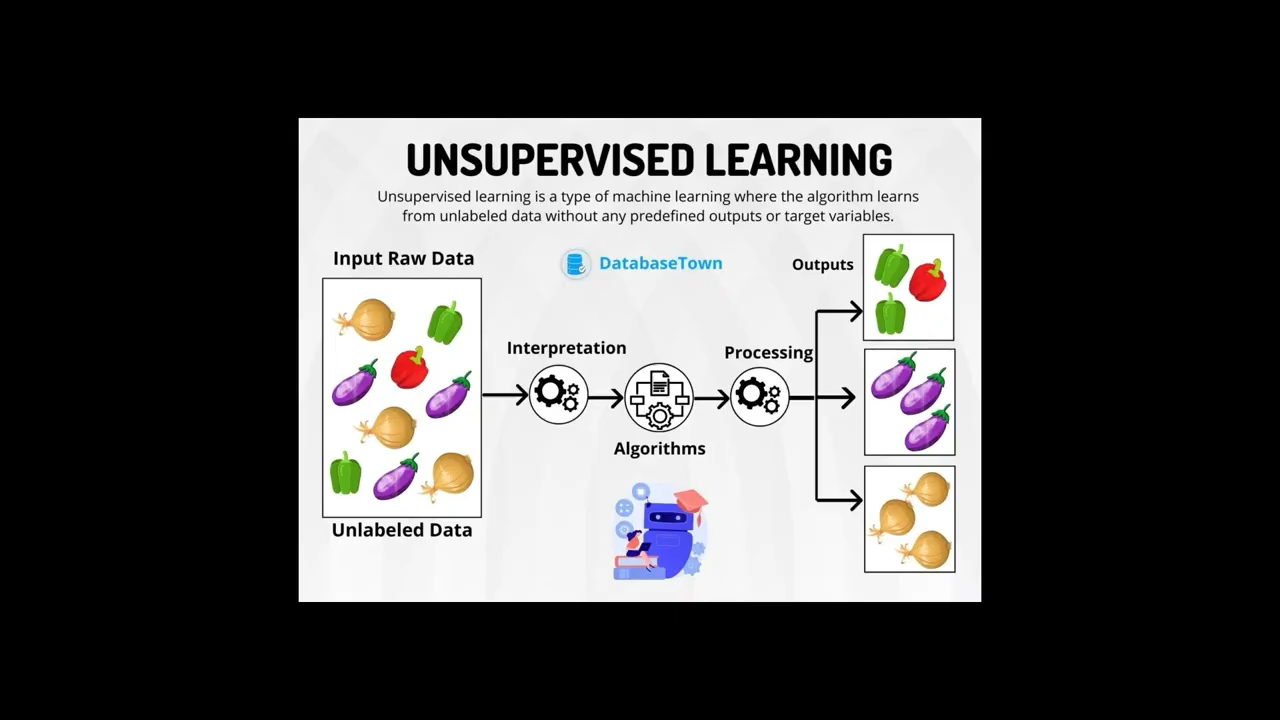 UNSUPERVISED LEARNING
Unsupervised learning is a type of machine learning where the algorithm learns
from unlabeled data without any predefined outputs or target variables.
Input Raw Data
DatabaseTown
Outputs
Interpretation
Processing
Algorithms
Unlabeled Data